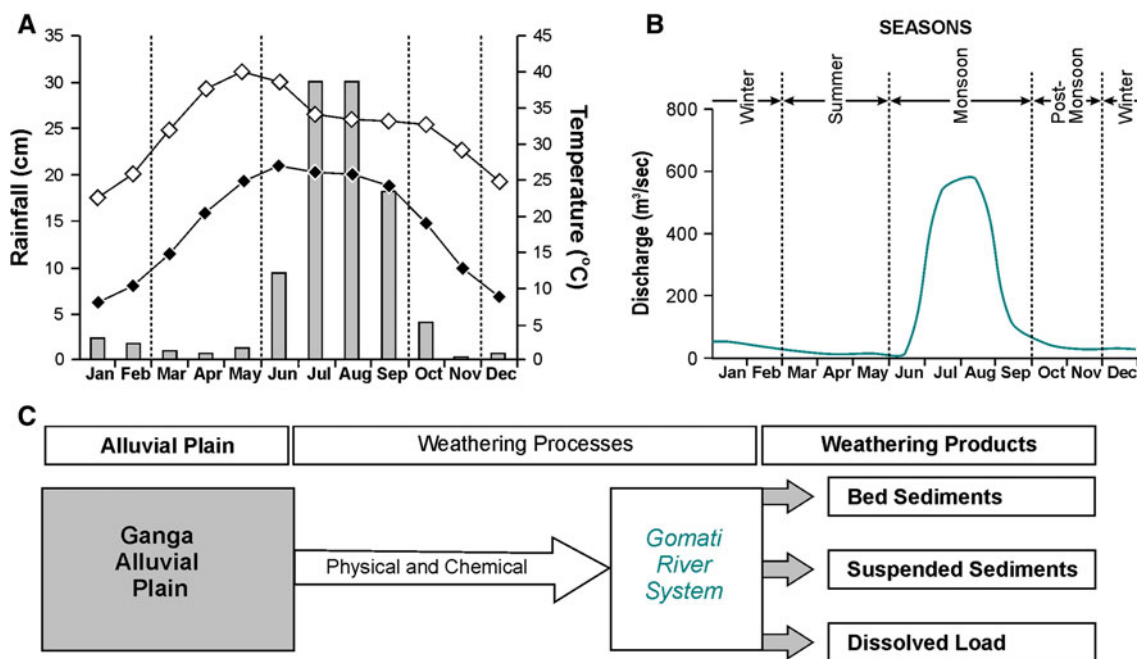 A
Rainfall (cm)
35
30
25
20
15
10
5
0
45
40
35
30
25
20
15
10
5
0
Temperature (°C)
Jan Feb Mar Apr May Jun Jul Aug Sep Oct Nov Dec
B
SEASONS
Winter
Summer
Monsoon
Post-
Monsoon
Winter
Discharge (m³/sec)
800
600
400
200
0
Jan Feb Mar Apr May Jun Jul Aug Sep Oct Nov Dec
C
Alluvial Plain
Weathering Processes
Weathering Products
Ganga
Alluvial
Plain
Physical and Chemical
Gomati
River
System
Bed Sediments
Suspended Sediments
Dissolved Load